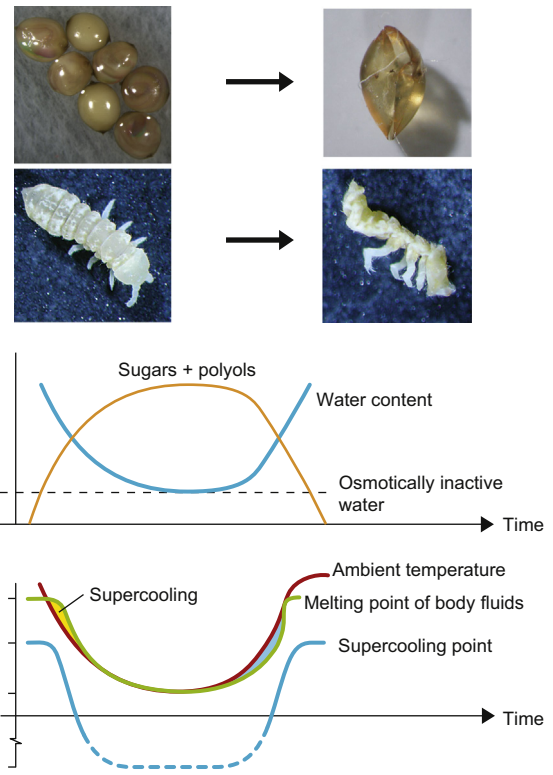 Sugars + polyols
Water content
Osmotically inactive
water
Time
Ambient temperature
Supercooling
Melting point of body fluids
Supercooling point
Time